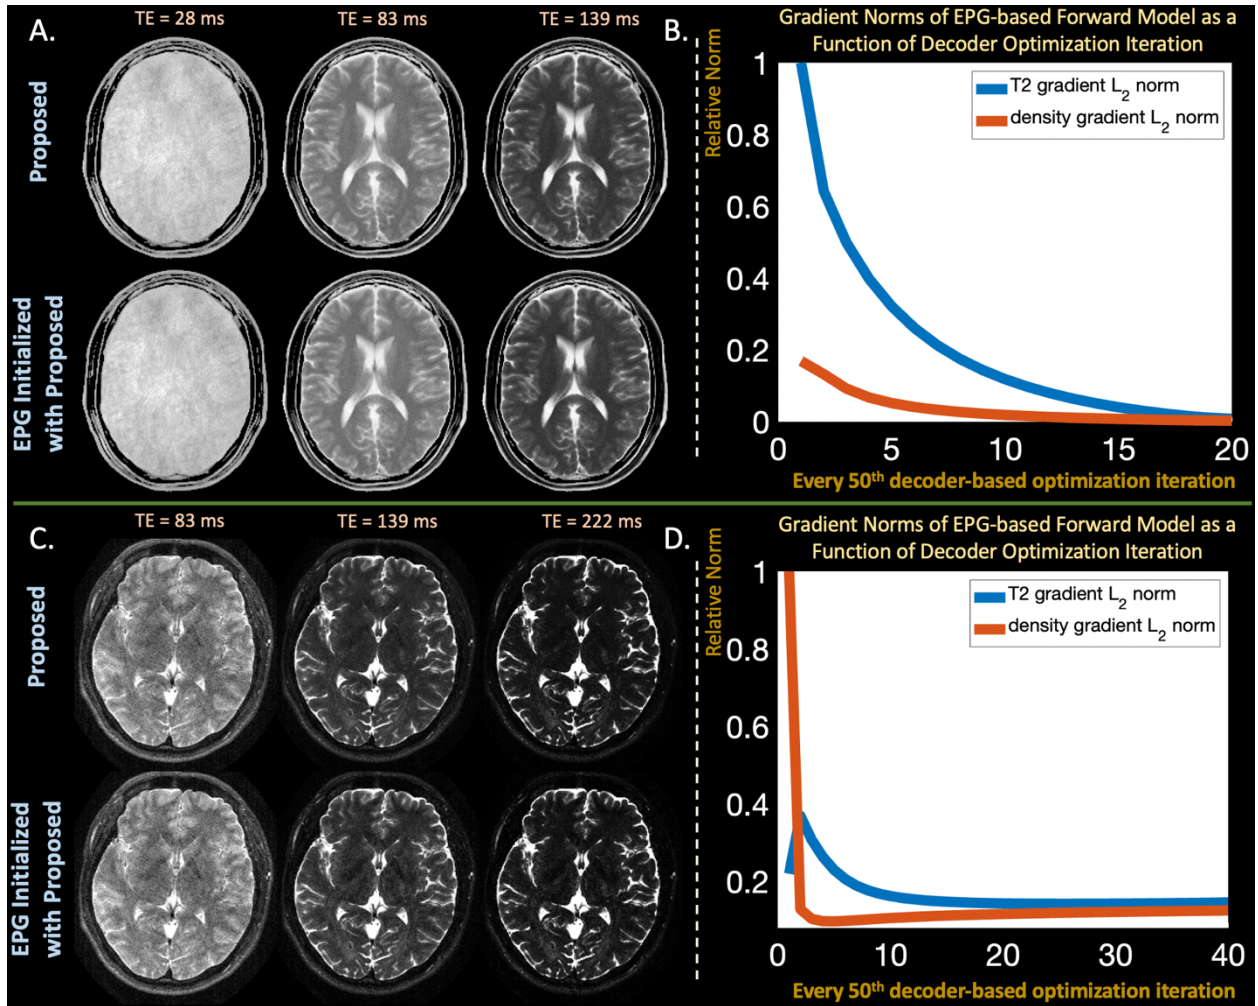 A.
TE = 28 ms
TE = 83 ms
TE = 139 ms
Proposed
EPG Initialized
with Proposed
B.
Gradient Norms of EPG-based Forward Model as a
Function of Decoder Optimization Iteration
Relative Norm
1
0.8
0.6
0.4
0.2
0
T2 gradient L₂ norm
density gradient L₂ norm
0
5
10
15
20
Every 50ᵗʰ decoder-based optimization iteration
C.
TE = 83 ms
TE = 139 ms
TE = 222 ms
Proposed
EPG Initialized
with Proposed
D.
Gradient Norms of EPG-based Forward Model as a
Function of Decoder Optimization Iteration
Relative Norm
1
0.8
0.6
0.4
0.2
T2 gradient L₂ norm
density gradient L₂ norm
0
10
20
30
40
Every 50ᵗʰ decoder-based optimization iteration